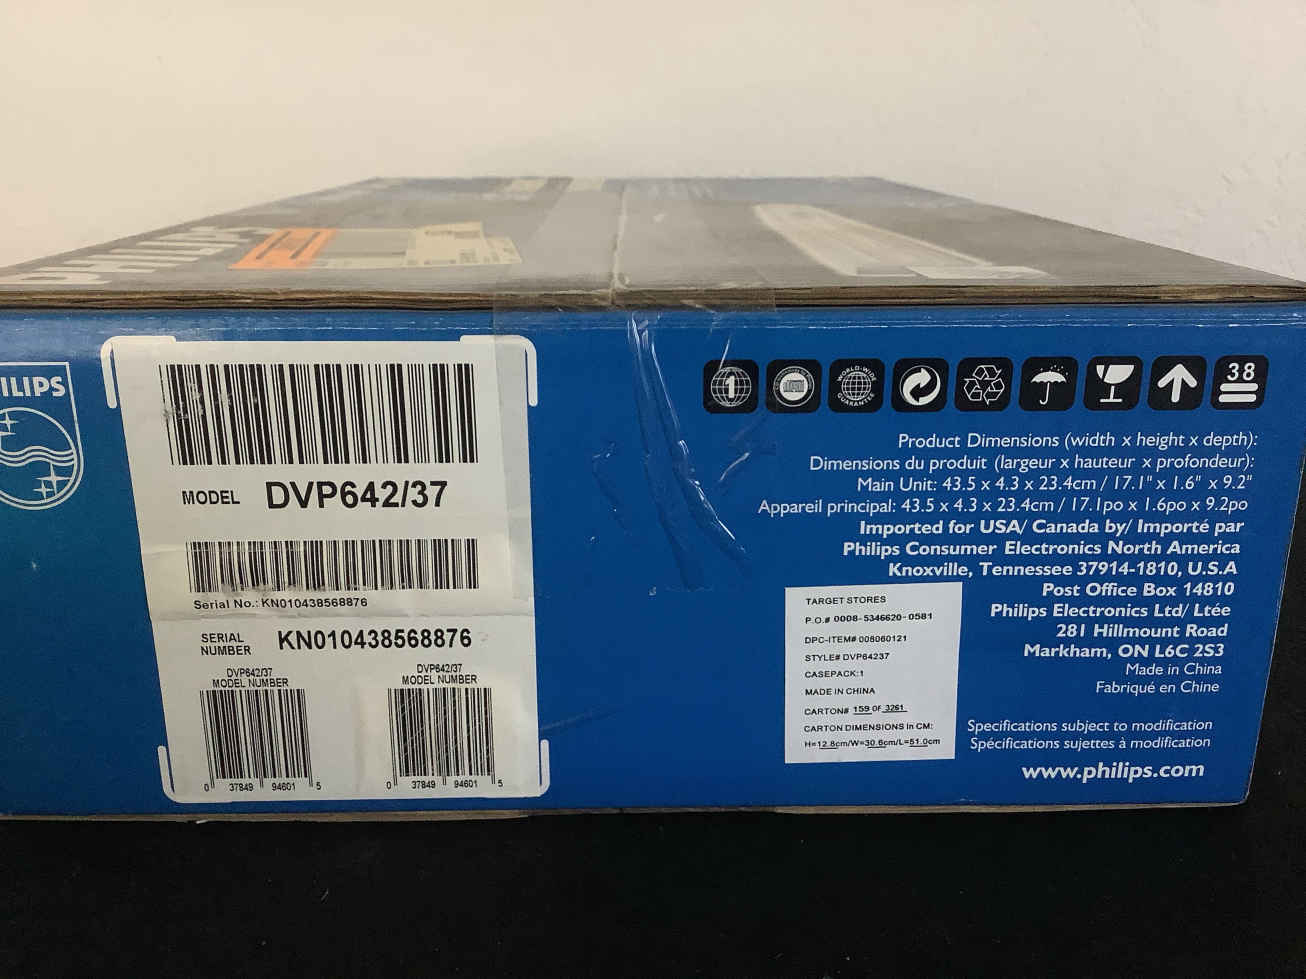 PHILIPS
ILIPS
MODEL DVP642/37
Serial No.: KN010438568876
SERIAL NUMBER KN010438568876
DVP642/37
MODEL NUMBER
0 37849 94601 5
DVP642/37
MODEL NUMBER
0 37849 94601 5
1
WORLD-WIDE GUARANTEE
38
Product Dimensions (width x height x depth):
Dimensions du produit (largeur x hauteur x profondeur):
Main Unit: 43.5 x 4.3 x 23.4cm / 17.1" x 1.6" x 9.2"
Appareil principal: 43.5 x 4.3 x 23.4cm / 17.1po x 1.6po x 9.2po
Imported for USA/ Canada by/ Importé par
Philips Consumer Electronics North America
Knoxville, Tennessee 37914-1810, U.S.A
Post Office Box 14810
Philips Electronics Ltd/ Ltée
281 Hillmount Road
Markham, ON L6C 2S3
Made in China
Fabriqué en Chine
Specifications subject to modification
Spécifications sujettes à modification
www.philips.com
TARGET STORES
P.O.# 0008-5346620-0581
DPC-ITEM# 008060121
STYLE# DVP64237
CASEPACK:1
MADE IN CHINA
CARTON# 159 OF 3261
CARTON DIMENSIONS In CM:
H=12.8cm/W=30.6cm/L=51.0cm